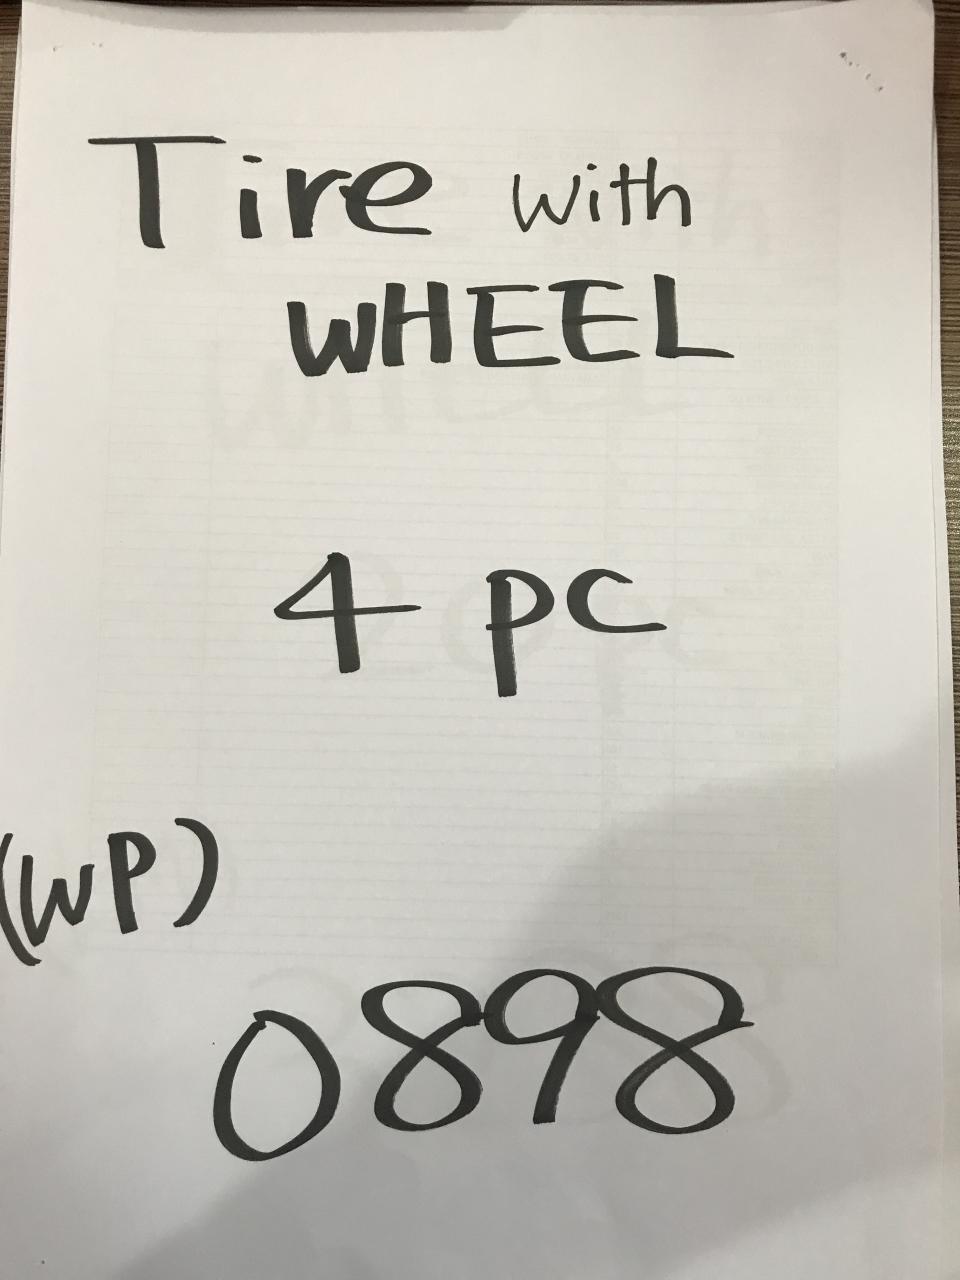 Tire with
WHEEL
4 pc
(WP)
0898